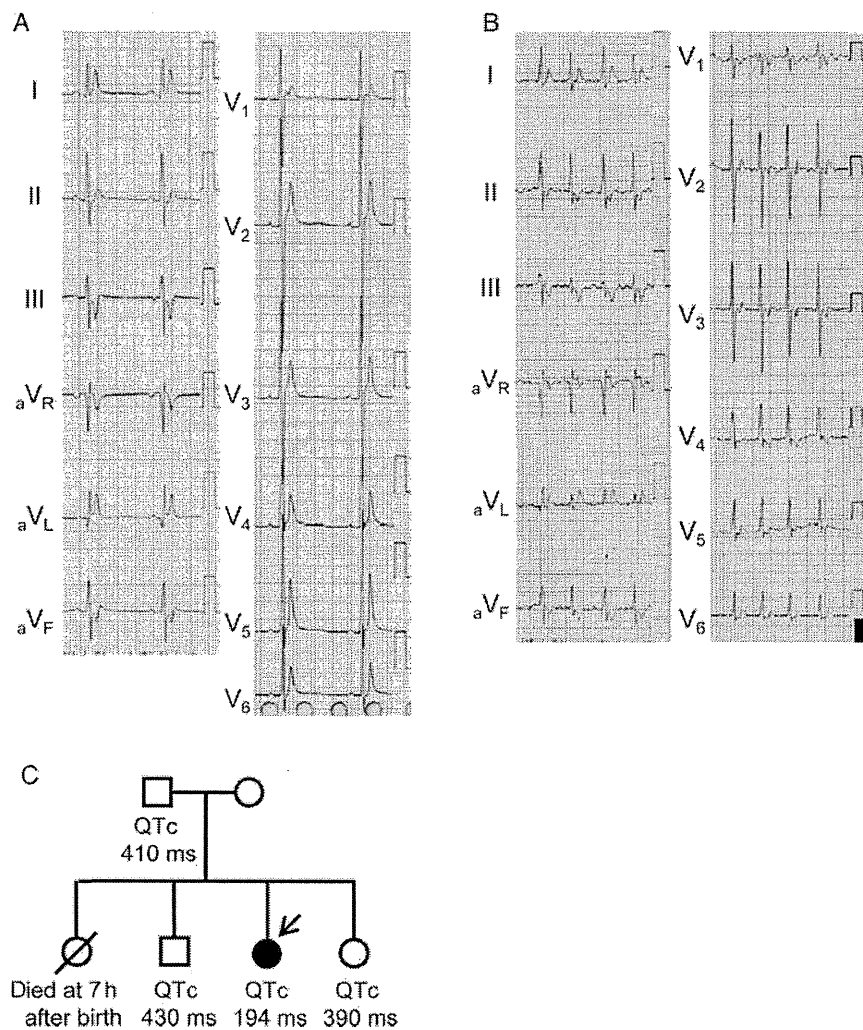 A
I
II
III
aVR
aVL
aVF
V1
V2
V3
V4
V5
V6
B
I
II
III
aVR
aVL
aVF
V1
V2
V3
V4
V5
V6
C
QTc
410 ms
Died at 7 h
after birth
QTc
430 ms
QTc
194 ms
QTc
390 ms